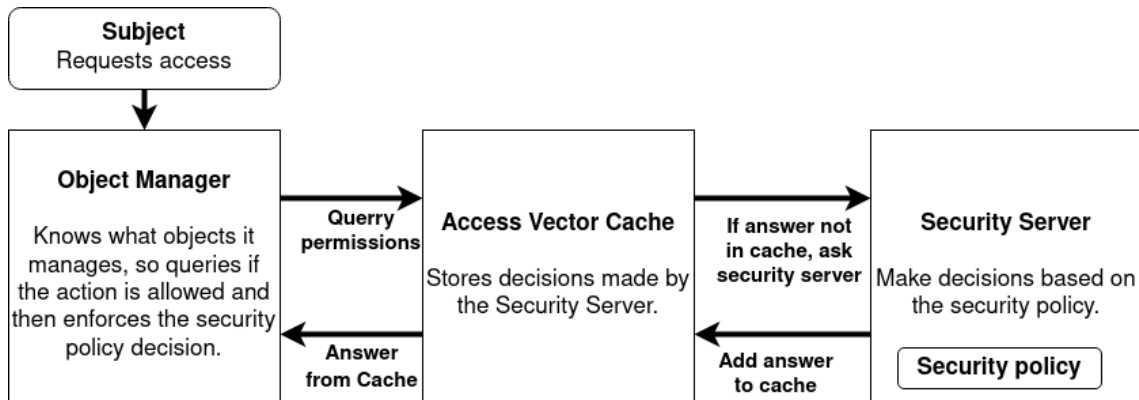 Subject
Requests access
Object Manager
Knows what objects it
manages, so queries if
the action is allowed and
then enforces the security
policy decision.
Querry
permissions
Answer
from Cache
Access Vector Cache
Stores decisions made by
the Security Server.
If answer not
in cache, ask
security server
Add answer
to cache
Security Server
Make decisions based on
the security policy.
Security policy